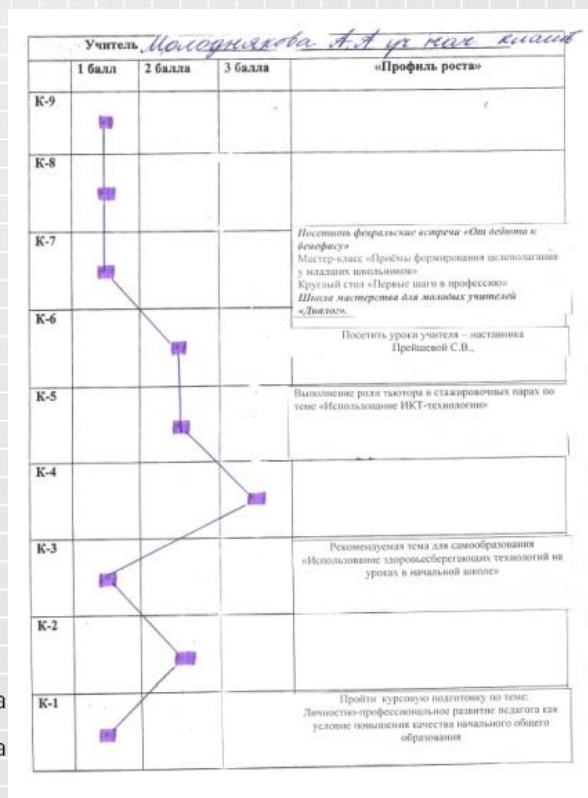 Учитель Молоднякова А.А уч нач классов
1 балл 2 балла 3 балла «Профиль роста»
К-9
К-8
К-7
Посетить февральские встречи «От дебюта к
бенефису»
Мастер-класс «Приёмы формирования целеполагания
у младших школьников»
Круглый стол «Первые шаги в профессию»
Школа мастерства для молодых учителей
«Диалог».
К-6
Посетить уроки учителя – наставника
Прейшевой С.В.,
К-5
Выполнение роли тьютора в стажировочных парах по
теме «Использование ИКТ-технологии»
К-4
К-3
Рекомендуемая тема для самообразования
«Использование здоровьесберегающих технологий на
уроках в начальной школе»
К-2
К-1
Пройти курсовую подготовку по теме:
Личностно-профессиональное развитие педагога как
условие повышения качества начального общего
образования
а
а